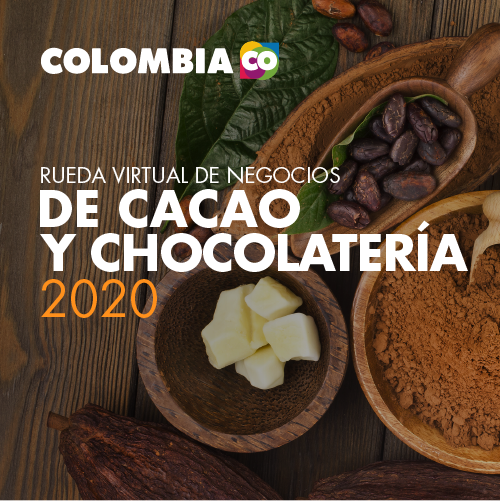 COLOMBIA CO
RUEDA VIRTUAL DE NEGOCIOS
DE CACAO
Y CHOCOLATERÍA
2020